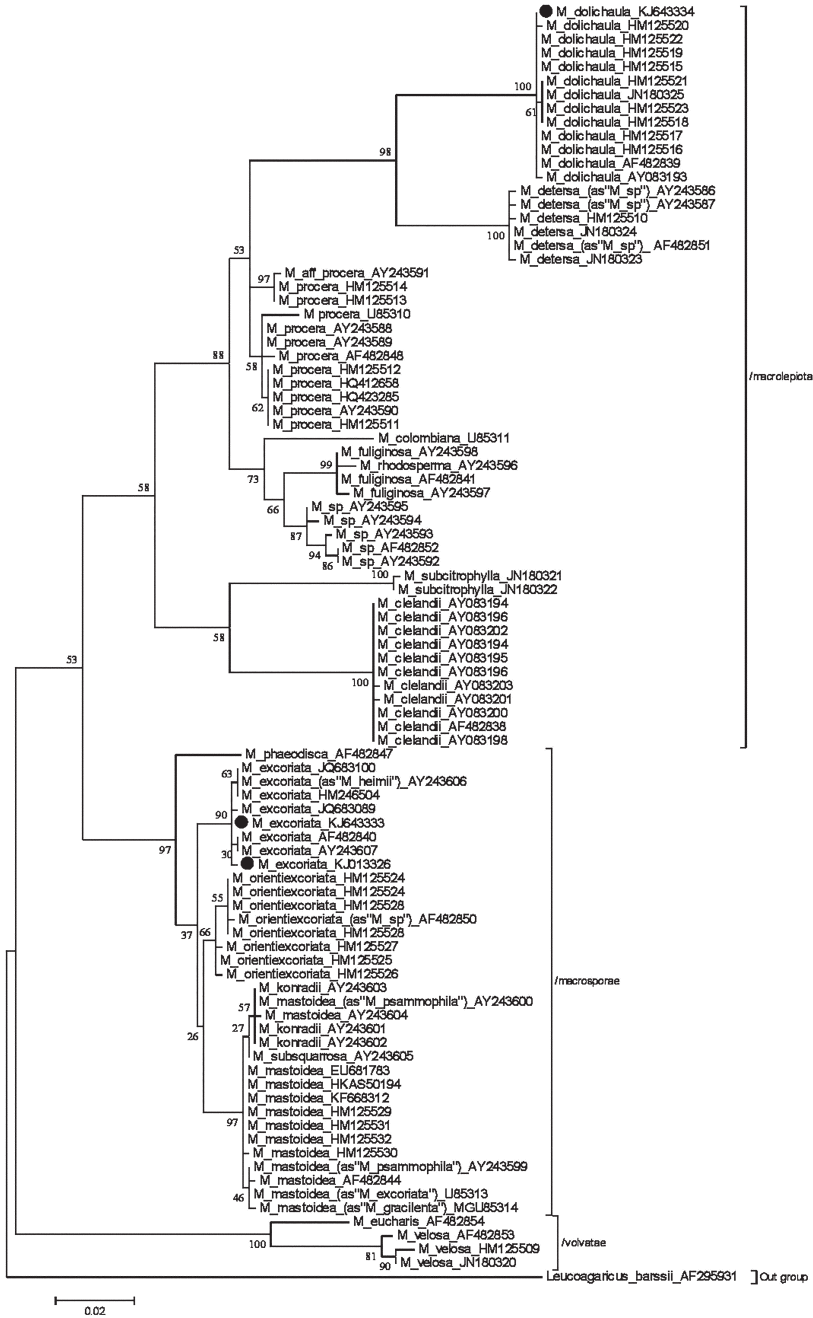 M_dolichaula_KJ643334
M_dolichaula_HM125520
M_dolichaula_HM125522
M_dolichaula_HM125519
M_dolichaula_HM125515
M_dolichaula_HM125521
100
M_dolichaula_JN180325
M_dolichaula_HM125523
61
M_dolichaula_HM125518
M_dolichaula_HM125517
M_dolichaula_HM125516
98
M_dolichaula_AF482839
M_dolichaula_AY083193
M_detersa_(as"M_sp")_AY243586
M_detersa_(as"M_sp")_AY243587
M_detersa_HM125510
100
M_detersa_JN180324
M_detersa_(as"M_sp")_ AF482851
53
M_detersa_JN180323
M_aff_procera_AY243591
97
M_procera_HM125514
M_procera_HM125513
M procera_U85310
M_procera_AY243588
M_procera_AY243589
88
M_procera_AF482848
58
M_procera_HM125512
/macrolepiota
M_procera_HQ412658
M_procera_HQ423285
62
M_procera_AY243590
M_procera_HM125511
M_colombiana_U85311
M_fuliginosa_AY243598
99
M_rhodosperma_AY243596
73
M_fuliginosa_AF482841
58
M_fuliginosa_AY243597
66
M_sp_AY243595
M_sp_AY243594
87
M_sp_AY243593
94
M_sp_AF482852
86
M_sp_AY243592
100
M_subcitrophylla_JN180321
M_subcitrophylla_JN180322
M_clelandii_AY083194
M_clelandii_AY083196
58
M_clelandii_AY083202
M_clelandii_AY083194
53
M_clelandii_AY083195
M_clelandii_AY083196
100
M_clelandii_AY083203
M_clelandii_AY083201
M_clelandii_AY083200
M_clelandii_AF482838
M_clelandii_AY083198
M_phaeodisca_AF482847
M_excoriata_JQ683100
63
M_excoriata_(as"M_heimii")_AY243606
M_excoriata_HM246504
M_excoriata_JQ683089
90
M_excoriata_KJ643333
M_excoriata_AF482840
97
30
M_excoriata_AY243607
M_excoriata_KJ013326
M_orientiexcoriata_HM125524
M_orientiexcoriata_HM125524
55
M_orientiexcoriata_HM125528
M_orientiexcoriata_(as"M_sp")_AF482850
37
66
M_orientiexcoriata_HM125528
M_orientiexcoriata_HM125527
M_orientiexcoriata_HM125525
M_orientiexcoriata_HM125526
/macrosporae
M_konradii_AY243603
M_mastoidea_(as"M_psammophila")_AY243600
57
M_mastoidea_AY243604
27
M_konradii_AY243601
26
M_konradii_AY243602
M_subsquarrosa_AY243605
M_mastoidea_EU681783
M_mastoidea_HKAS50194
M_mastoidea_KF668312
M_mastoidea_HM125529
97
M_mastoidea_HM125531
M_mastoidea_HM125532
M_mastoidea_HM125530
M_mastoidea_(as"M_psammophila")_AY243599
M_mastoidea_AF482844
46
M_mastoidea_(as"M_excoriata")_U85313
M_mastoidea_(as"M_gracilenta")_MGU85314
M_eucharis_AF482854
M_velosa_AF482853
100
/volvatae
M_velosa_HM125509
81
90
M_velosa_JN180320
Leucoagaricus_barssii_AF295931
Out group
0.02